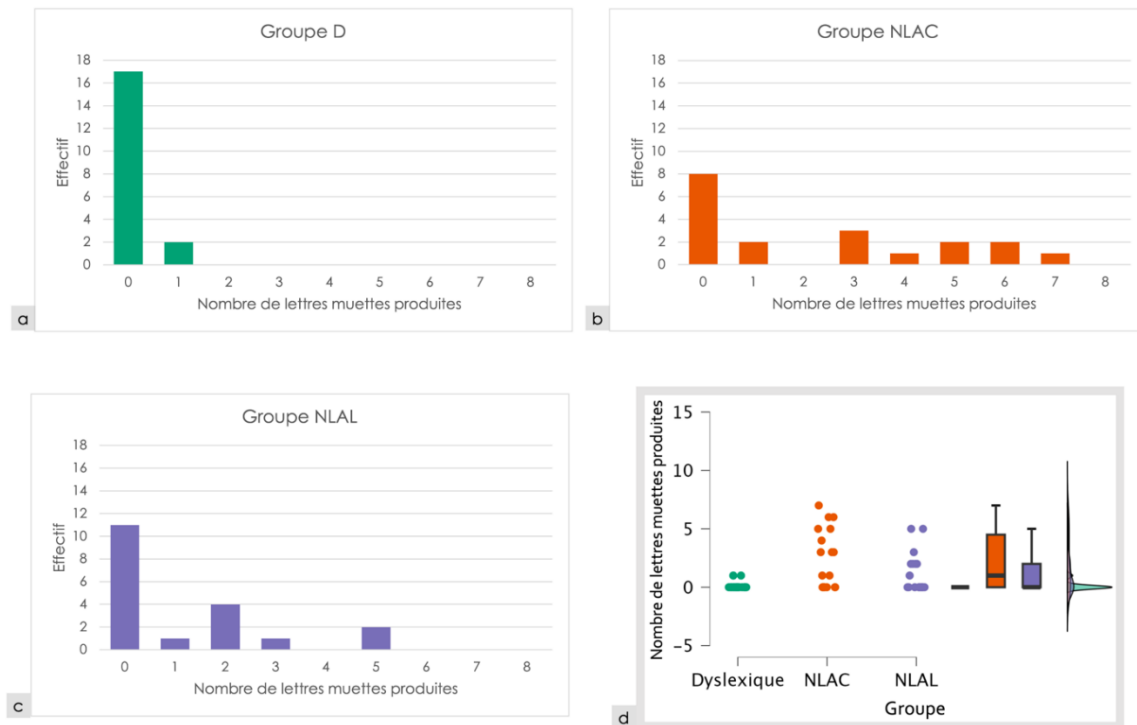 Groupe D
18
16
14
12
10
8
6
4
2
0
Effectif
0 1 2 3 4 5 6 7 8
Nombre de lettres muettes produites
a
Groupe NLAC
18
16
14
12
10
8
6
4
2
0
Effectif
0 1 2 3 4 5 6 7 8
Nombre de lettres muettes produites
b
Groupe NLAL
18
16
14
12
10
8
6
4
2
0
Effectif
0 1 2 3 4 5 6 7 8
Nombre de lettres muettes produites
c
Nombre de lettres muettes produites
15
10
5
0
−5
Dyslexique NLAC NLAL
Groupe
d